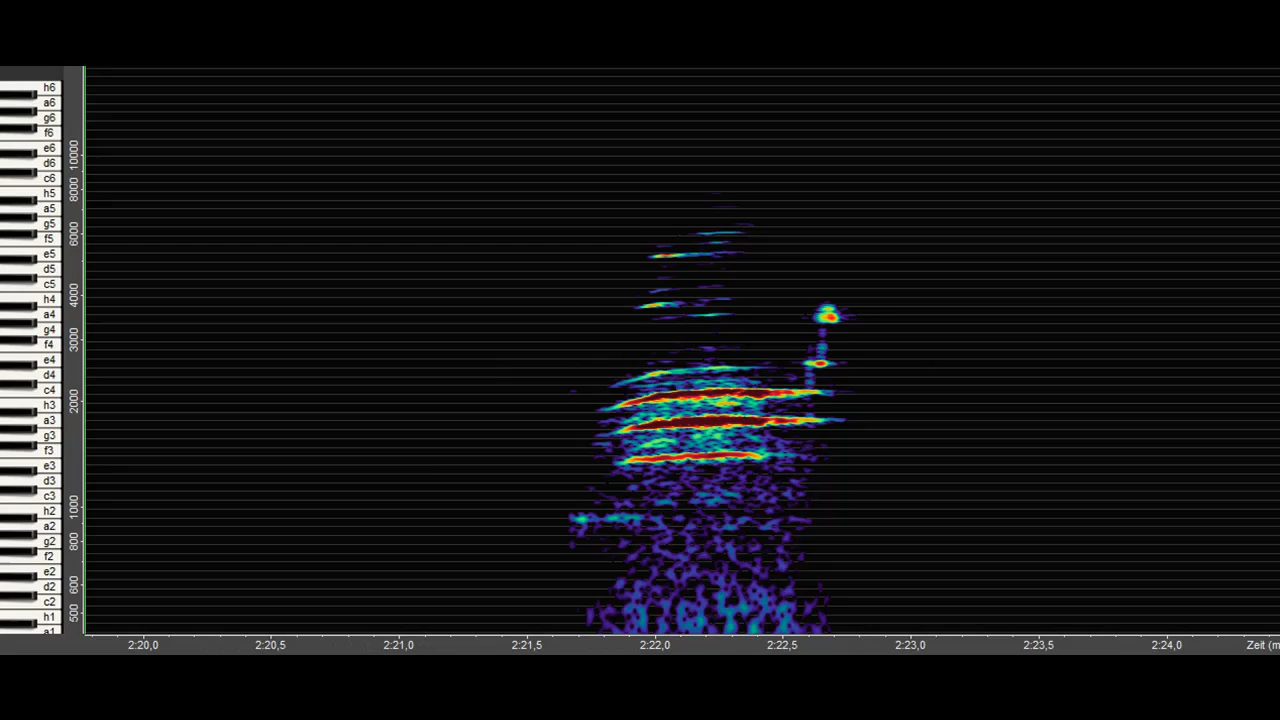 h6
a6
g6
f6
e6
d6
c6
h5
a5
g5
f5
e5
d5
c5
h4
a4
g4
f4
e4
d4
c4
h3
a3
g3
f3
e3
d3
c3
h2
a2
g2
f2
e2
d2
c2
h1
a1
10000
8000
6000
4000
3000
2000
1000
800
600
500
2:20,0 2:20,5 2:21,0 2:21,5 2:22,0 2:22,5 2:23,0 2:23,5 2:24,0 Zeit (m